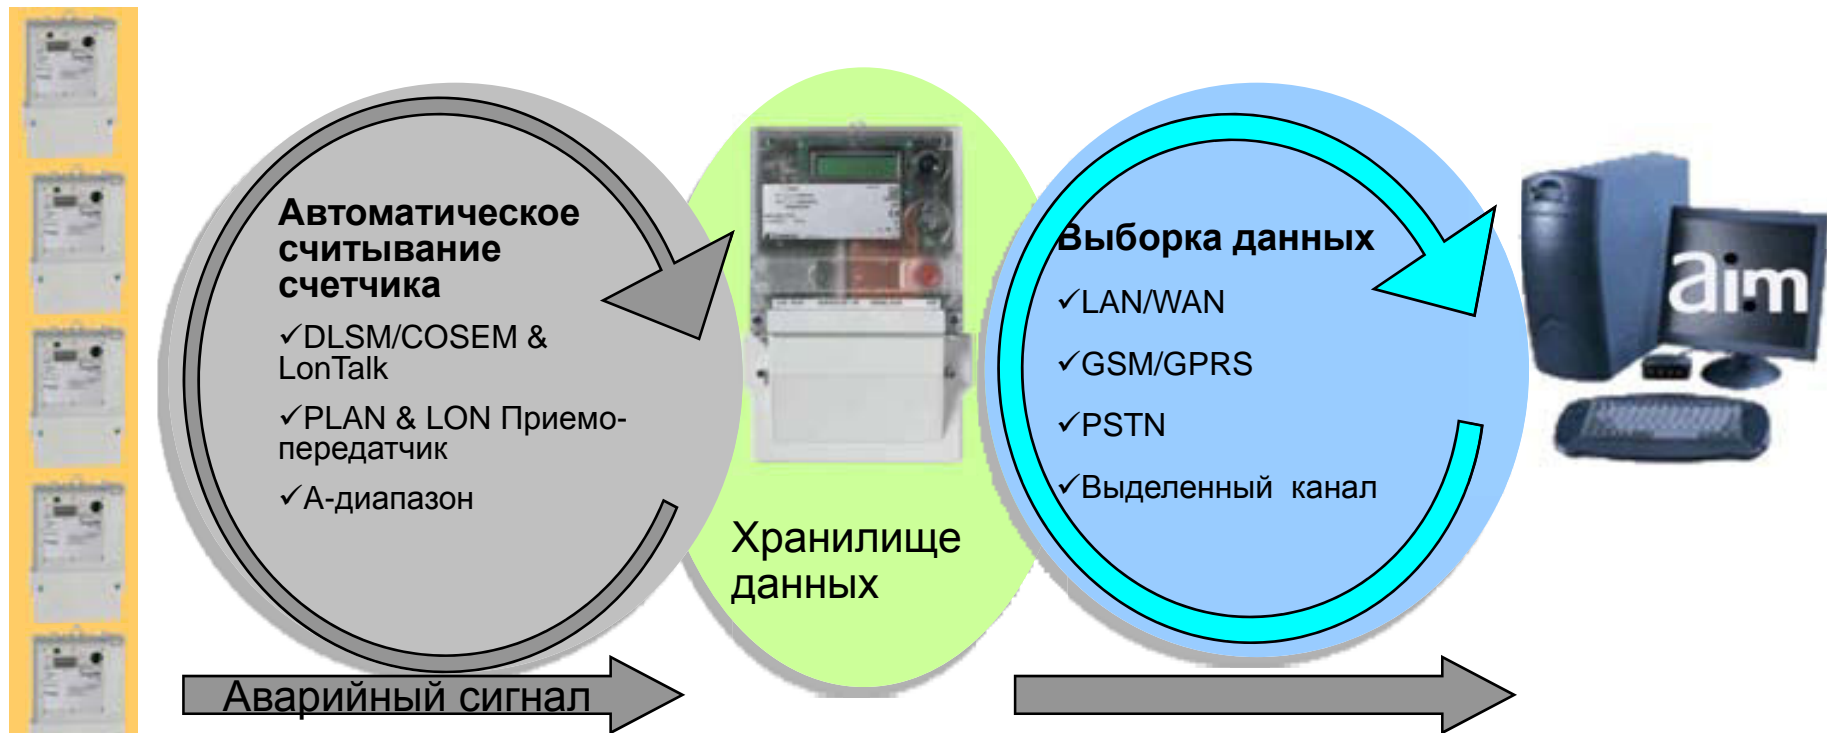 Автоматическое
считывание
счетчика
✓DLSM/COSEM &
LonTalk
✓PLAN & LON Приемо-
передатчик
✓А-диапазон
Хранилище
данных
Выборка данных
✓LAN/WAN
✓GSM/GPRS
✓PSTN
✓Выделенный канал
aim
Аварийный сигнал